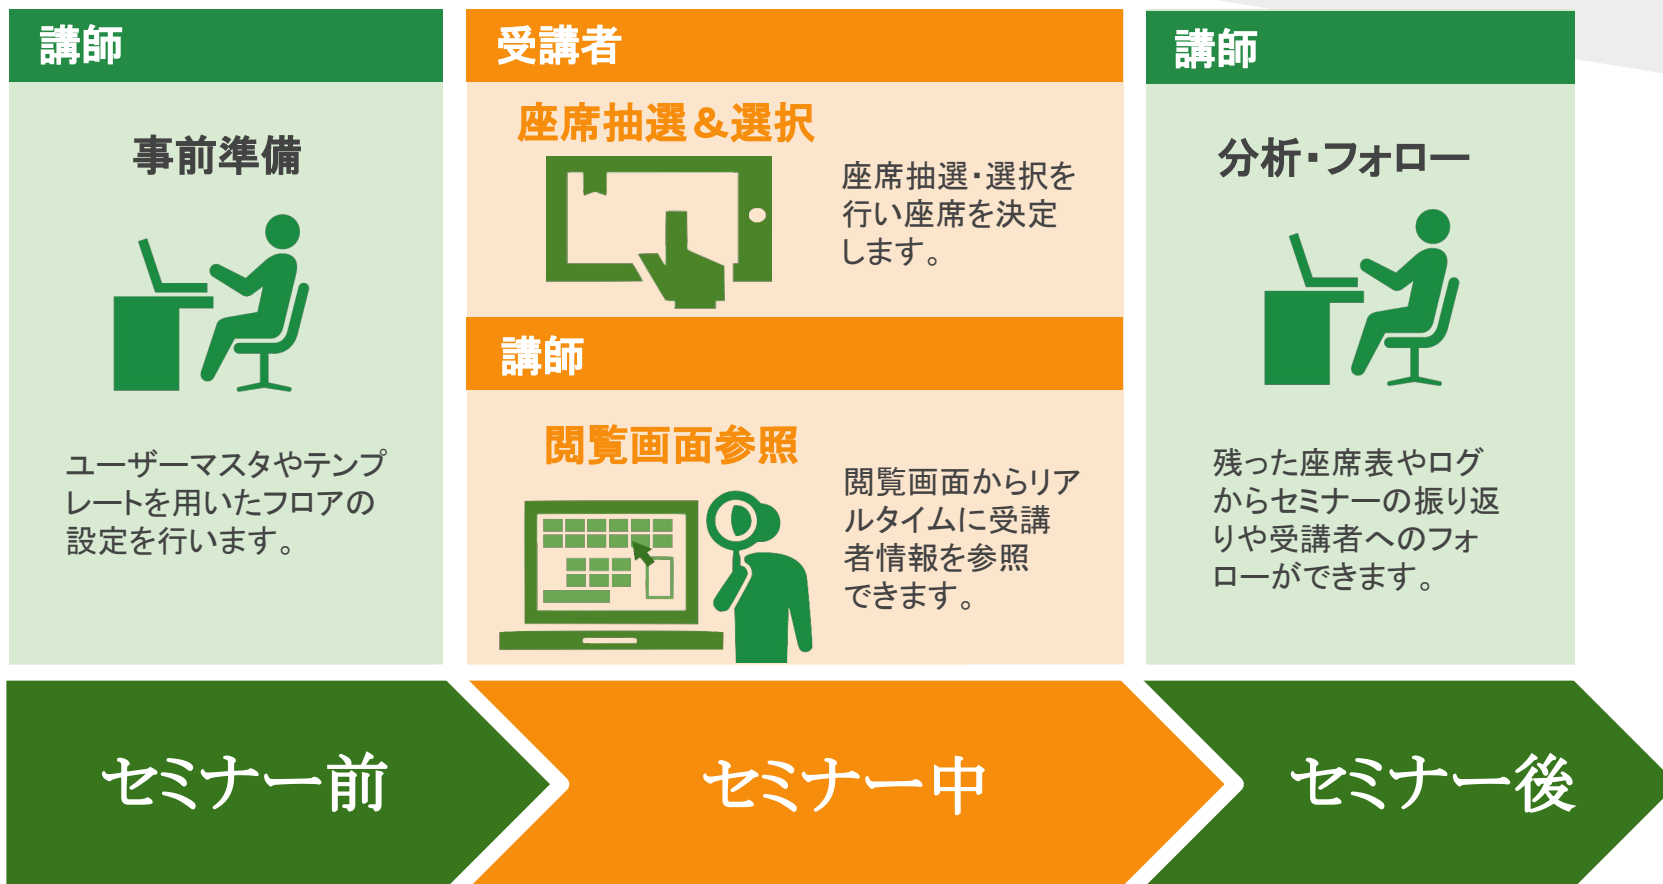 講師
事前準備
ユーザーマスタやテンプ
レートを用いたフロアの
設定を行います。
受講者
座席抽選＆選択
座席抽選・選択を
行い座席を決定
します。
講師
閲覧画面参照
閲覧画面からリア
ルタイムに受講
者情報を参照
できます。
講師
分析・フォロー
残った座席表やログ
からセミナーの振り返
りや受講者へのフォ
ローができます。
セミナー前
セミナー中
セミナー後